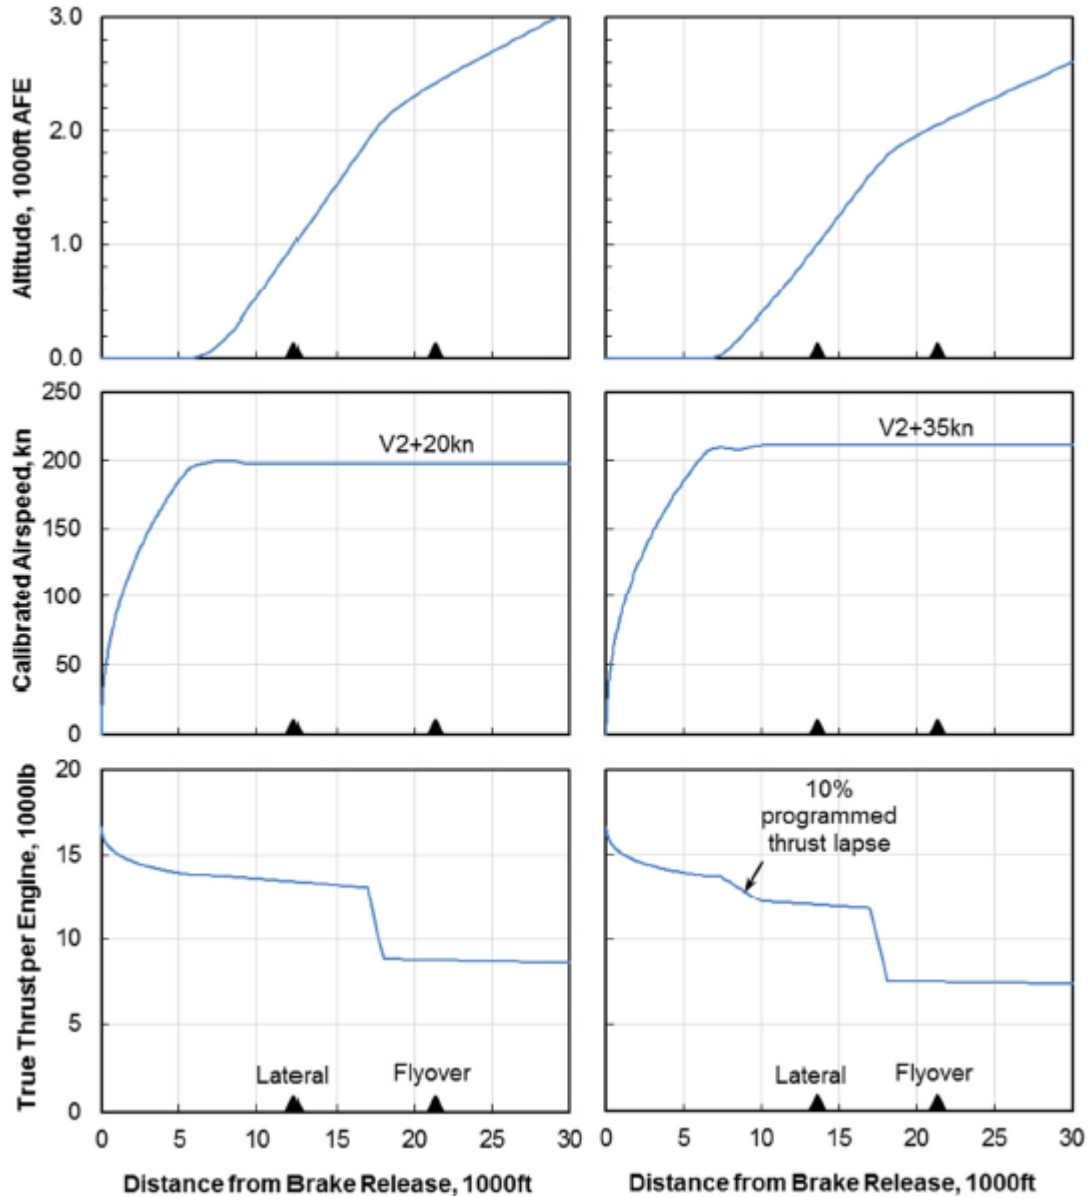 Altitude, 1000ft AFE
3.0
2.0
1.0
0.0
Calibrated Airspeed, kn
250
200
150
100
50
0
V2+20kn
V2+35kn
True Thrust per Engine, 1000lb
20
15
10
5
0
10%
programmed
thrust lapse
Lateral
Flyover
Lateral
Flyover
0 5 10 15 20 25 30
0 5 10 15 20 25 30
Distance from Brake Release, 1000ft
Distance from Brake Release, 1000ft